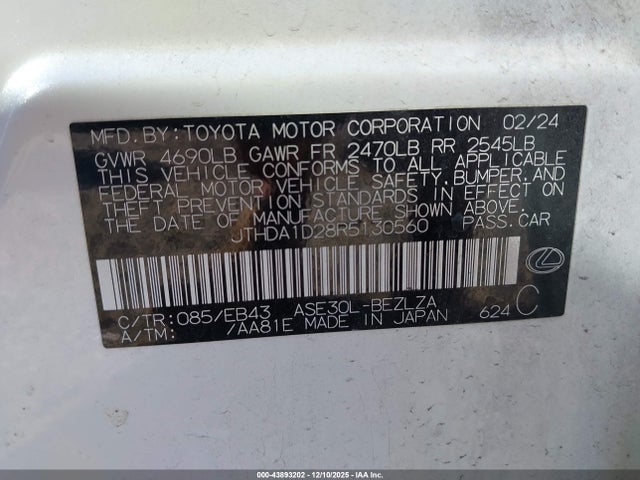 MFD. BY: TOYOTA MOTOR CORPORATION 02/24
GVWR 4690LB GAWR FR 2470LB RR 2545LB
THIS VEHICLE CONFORMS TO ALL APPLICABLE
FEDERAL MOTOR VEHICLE SAFETY, BUMPER, AND
THEFT PREVENTION STANDARDS IN EFFECT ON
THE DATE OF MANUFACTURE SHOWN ABOVE.
JTHDA1D28R5130560 PASS.CAR
C/TR: 085/EB43 ASE30L-BEZLZA
A/TM: /AA81E MADE IN JAPAN 624 C
000-43893202 - 12/10/2025 - IAA Inc.